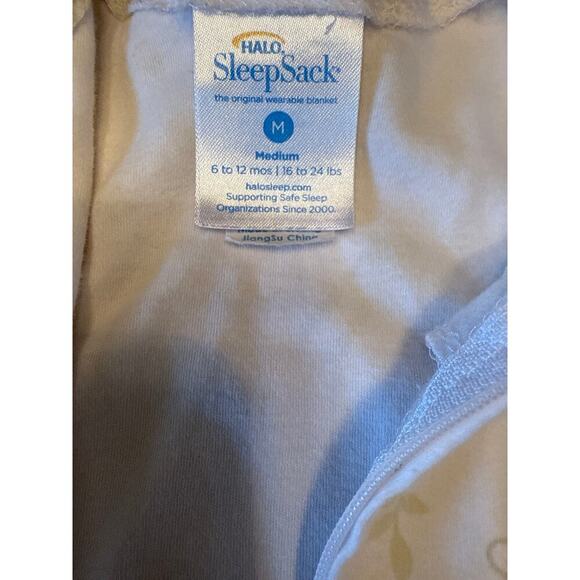 HALO.
SleepSack®
the original wearable blanket
M
Medium
6 to 12 mos | 16 to 24 lbs
halosleep.com
Supporting Safe Sleep
Organizations Since 2000.
JiangSu China